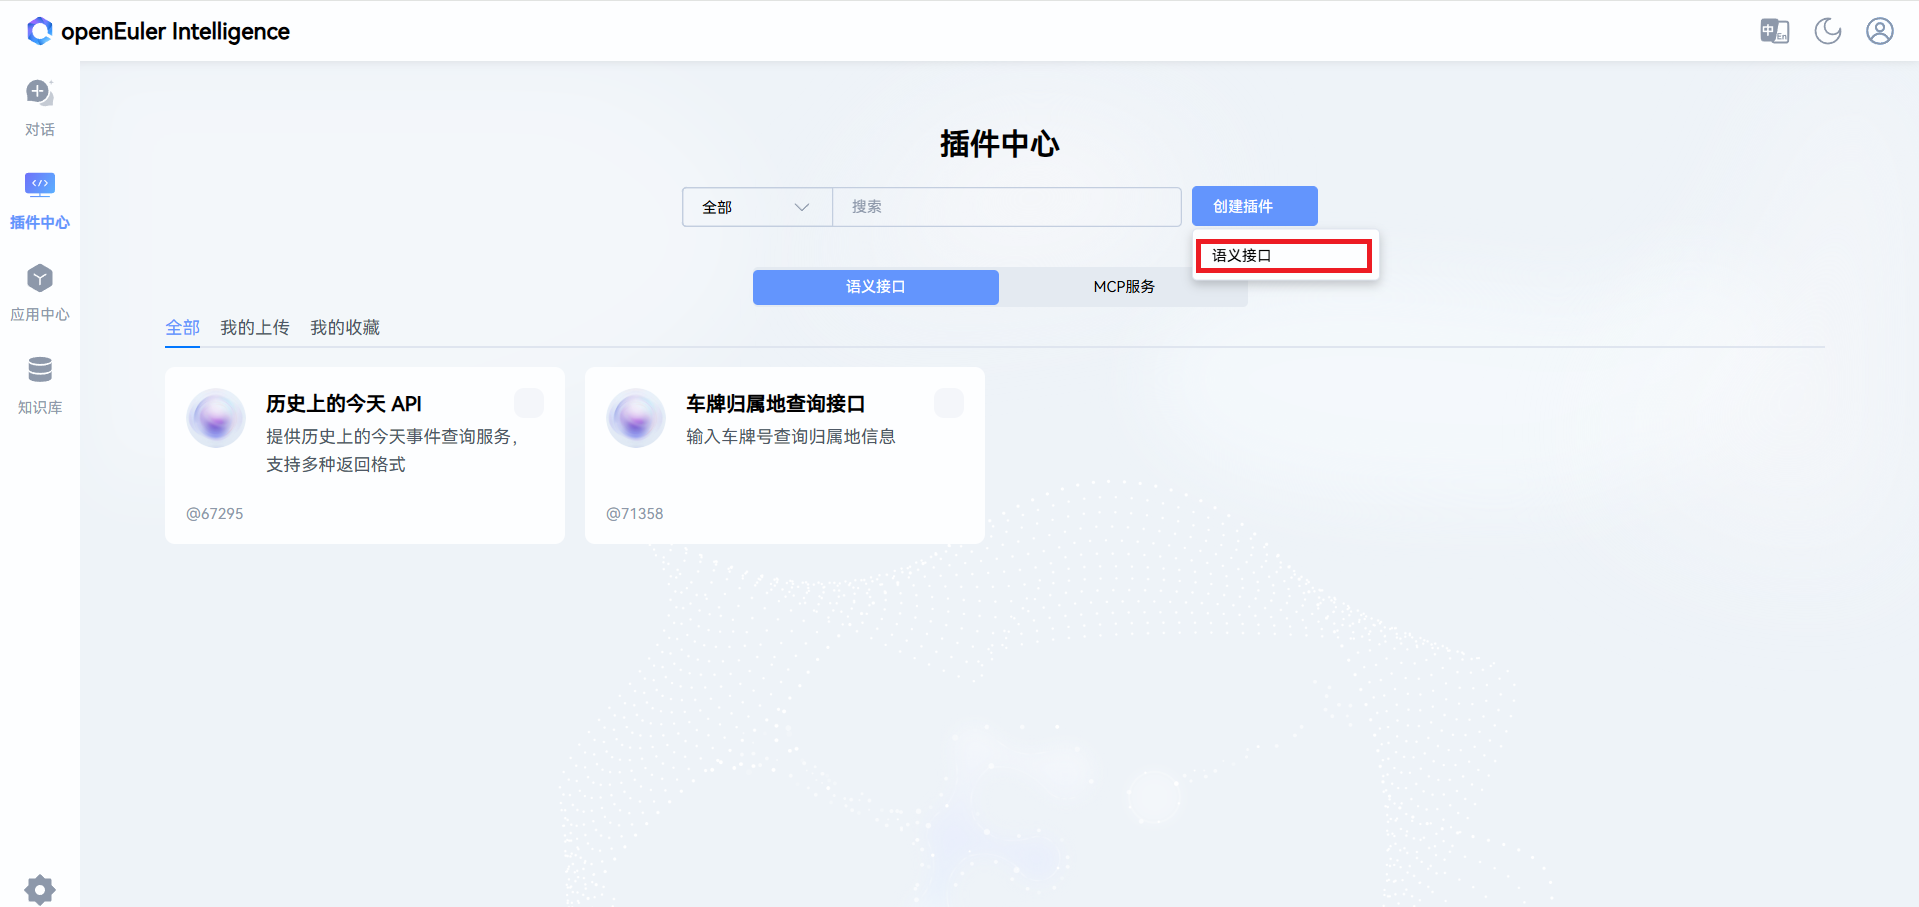 openEuler Intelligence
中
En
对话
插件中心
应用中心
知识库
插件中心
全部
搜索
创建插件
语义接口
语义接口
MCP服务
全部
我的上传
我的收藏
历史上的今天 API
提供历史上的今天事件查询服务，
支持多种返回格式
@67295
车牌归属地查询接口
输入车牌号查询归属地信息
@71358